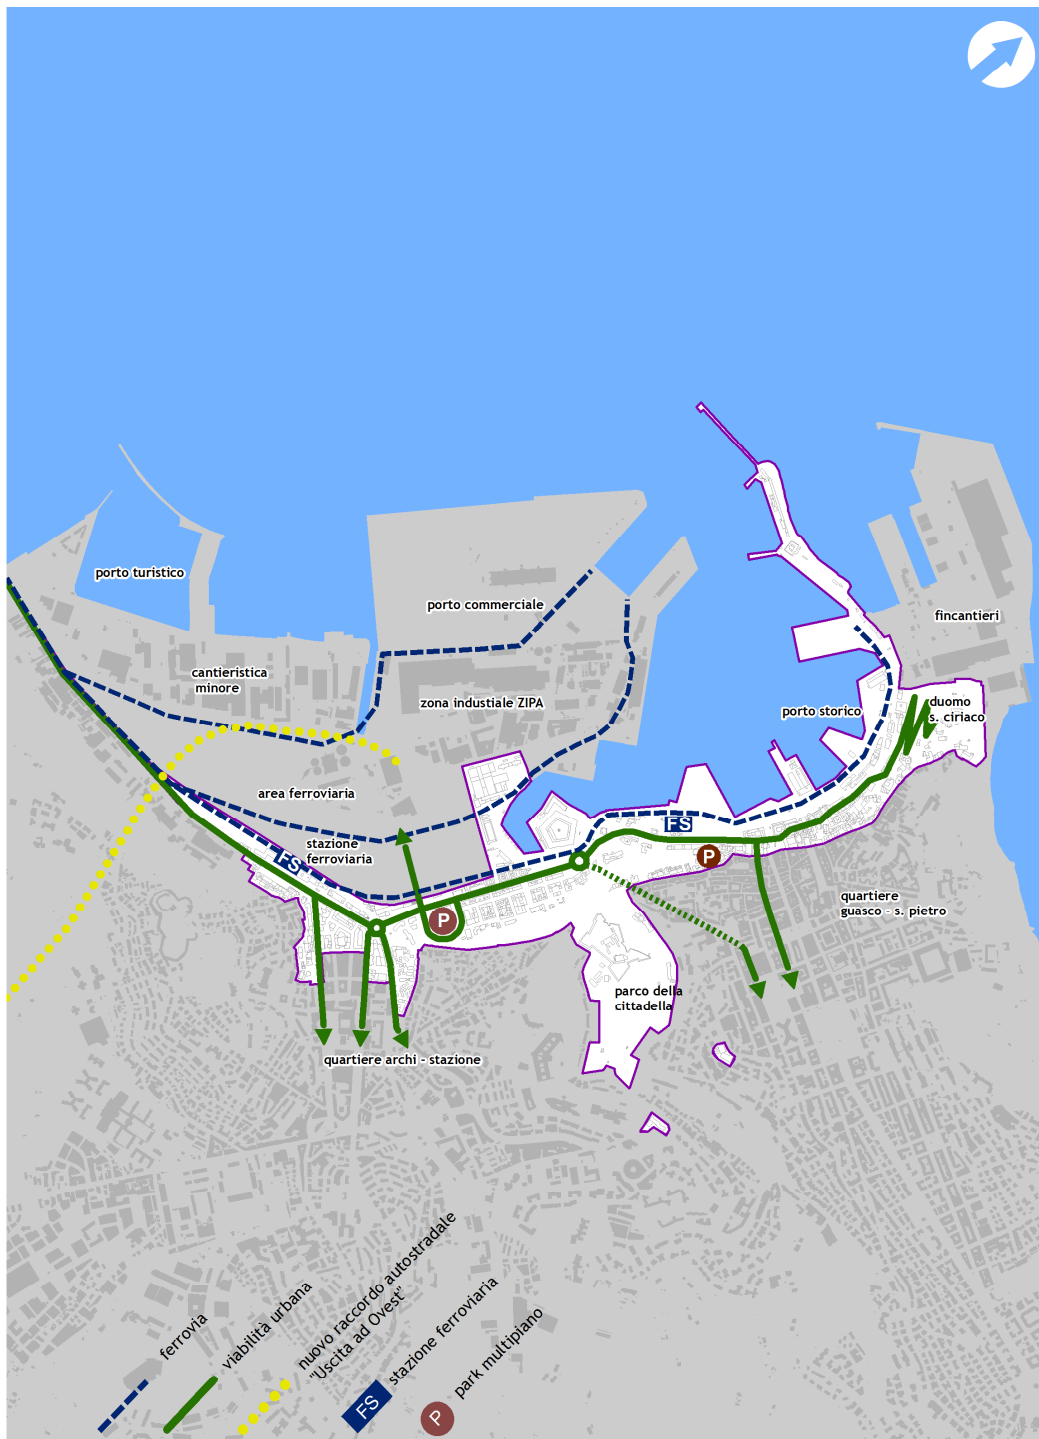 porto turistico
porto commerciale
fincantieri
cantieristica
minore
zona industiale ZIPA
porto storico
duomo
s. ciriaco
area ferroviaria
stazione
ferroviaria
FS
FS
P
P
quartiere
guasco - s. pietro
parco della
cittadella
quartiere archi - stazione
ferrovia
viabilità urbana
nuovo raccordo autostradale
"Uscita ad Ovest"
FS
stazione ferroviaria
P
park multipiano